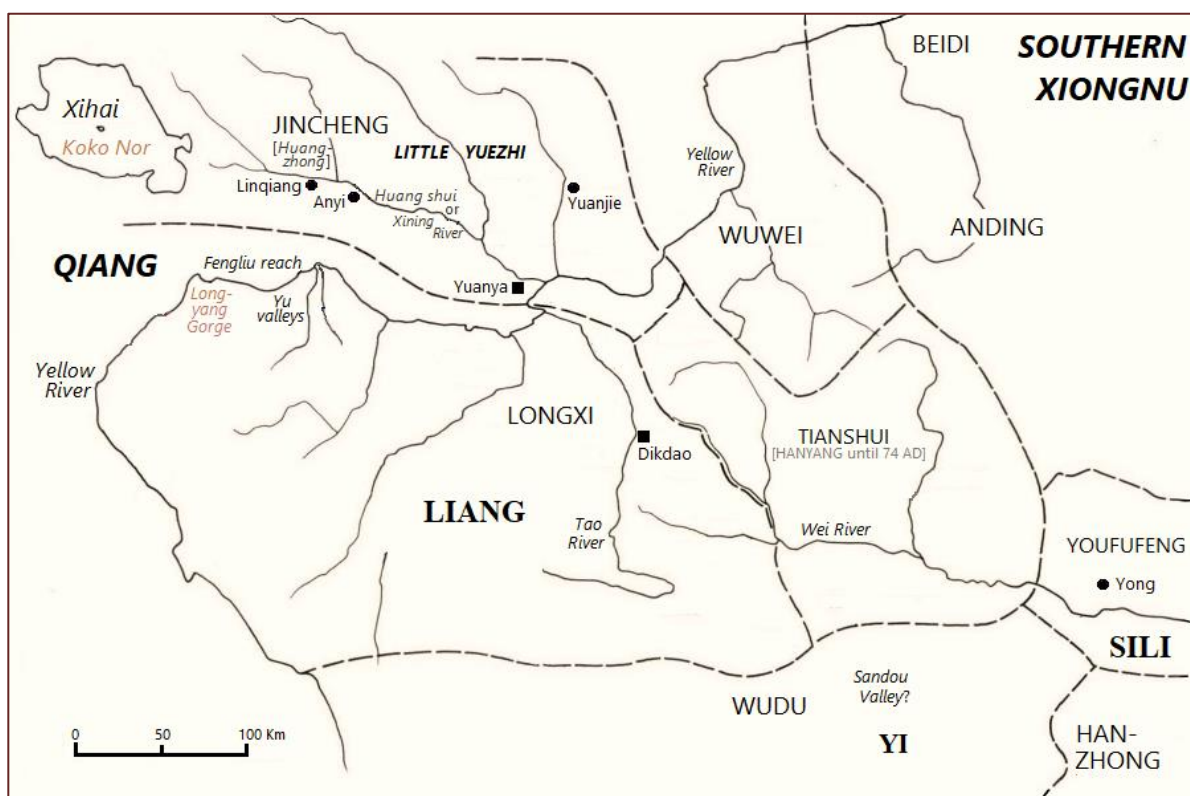 BEIDI
SOUTHERN
XIONGNU
Xihai
Koko Nor
JINCHENG
[Huang-
zhong]
LITTLE YUEZHI
Yellow
River
Linqiang
Anyi
Huang shui
or
Xining
River
Yuanjie
WUWEI
ANDING
QIANG
Fengliu reach
Long-
yang
Gorge
Yu
valleys
Yuanya
Yellow
River
LONGXI
Dikdao
TIANSHUI
[HANYANG until 74 AD]
LIANG
Tao
River
Wei River
YOUFUFENG
Yong
SILI
Sandou
Valley?
WUDU
YI
HAN-
ZHONG
0 50 100 Km